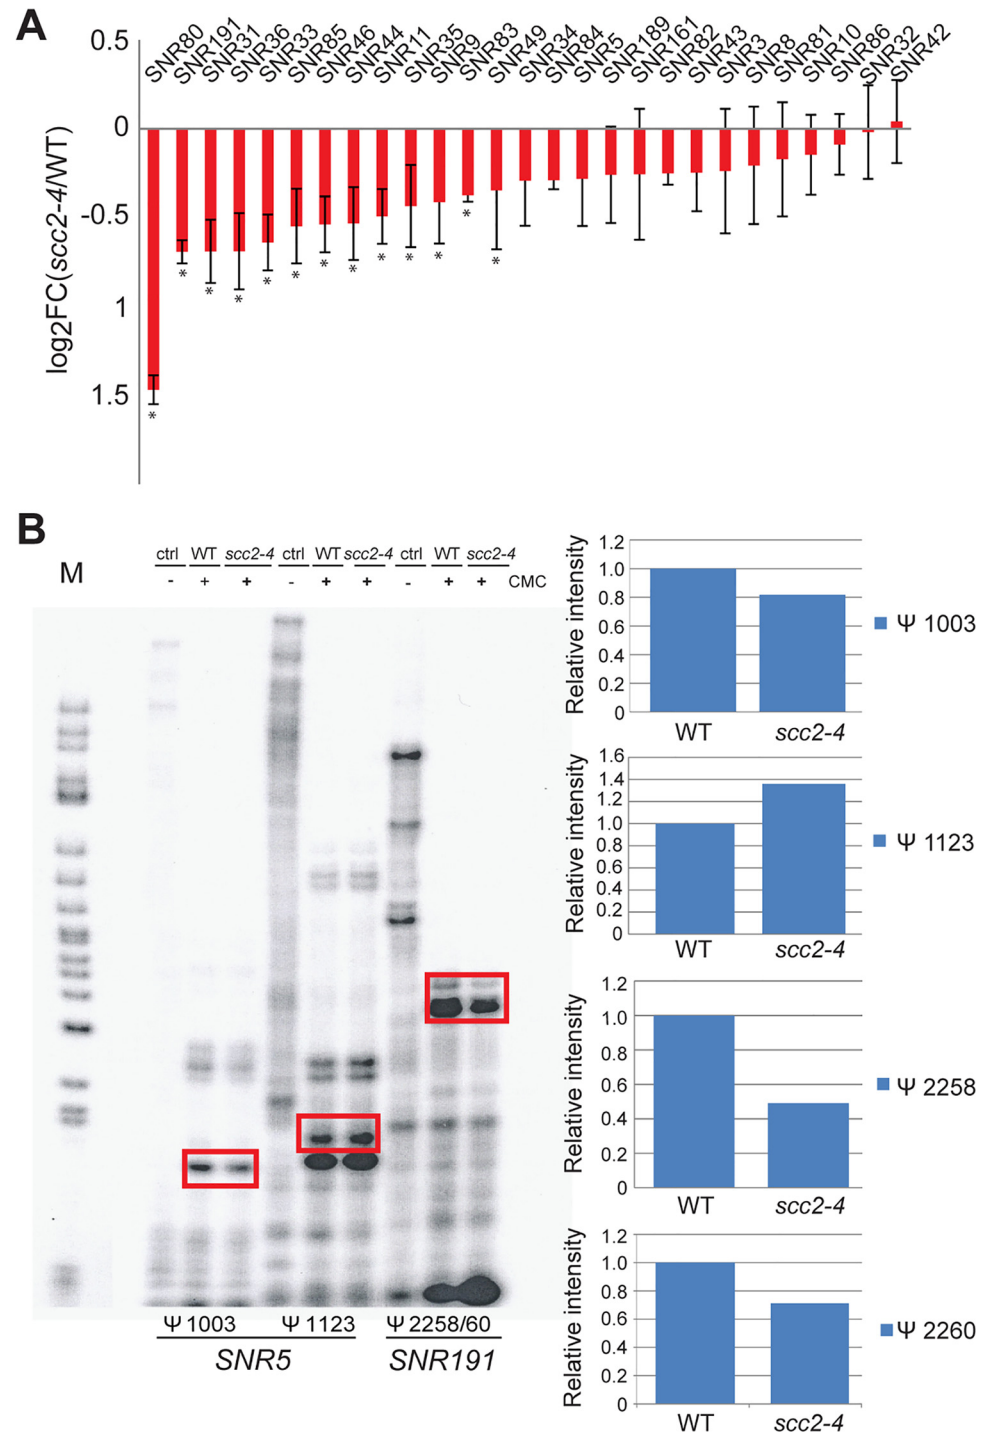 A
0.5
0
-0.5
1
1.5
log2FC(scc2-4/WT)
SNR80
SNR191
SNR31
SNR36
SNR33
SNR85
SNR46
SNR44
SNR11
SNR35
SNR9
SNR83
SNR49
SNR34
SNR84
SNR5
SNR189
SNR161
SNR82
SNR43
SNR3
SNR8
SNR81
SNR10
SNR86
SNR32
SNR42
* * * * * * * * * * * * *
B
M
ctrl WT scc2-4 ctrl WT scc2-4 ctrl WT scc2-4
- + + - + + - + + CMC
Ψ 1003 Ψ 1123 Ψ 2258/60
SNR5 SNR191
Relative intensity
1.2
1.0
0.8
0.6
0.4
0.2
0
WT scc2-4
Ψ 1003
Relative intensity
1.6
1.4
1.2
1.0
0.8
0.6
0.4
0.2
0
WT scc2-4
Ψ 1123
Relative intensity
1.2
1.0
0.8
0.6
0.4
0.2
0
WT scc2-4
Ψ 2258
Relative intensity
1.2
1.0
0.8
0.6
0.4
0.2
0
WT scc2-4
Ψ 2260